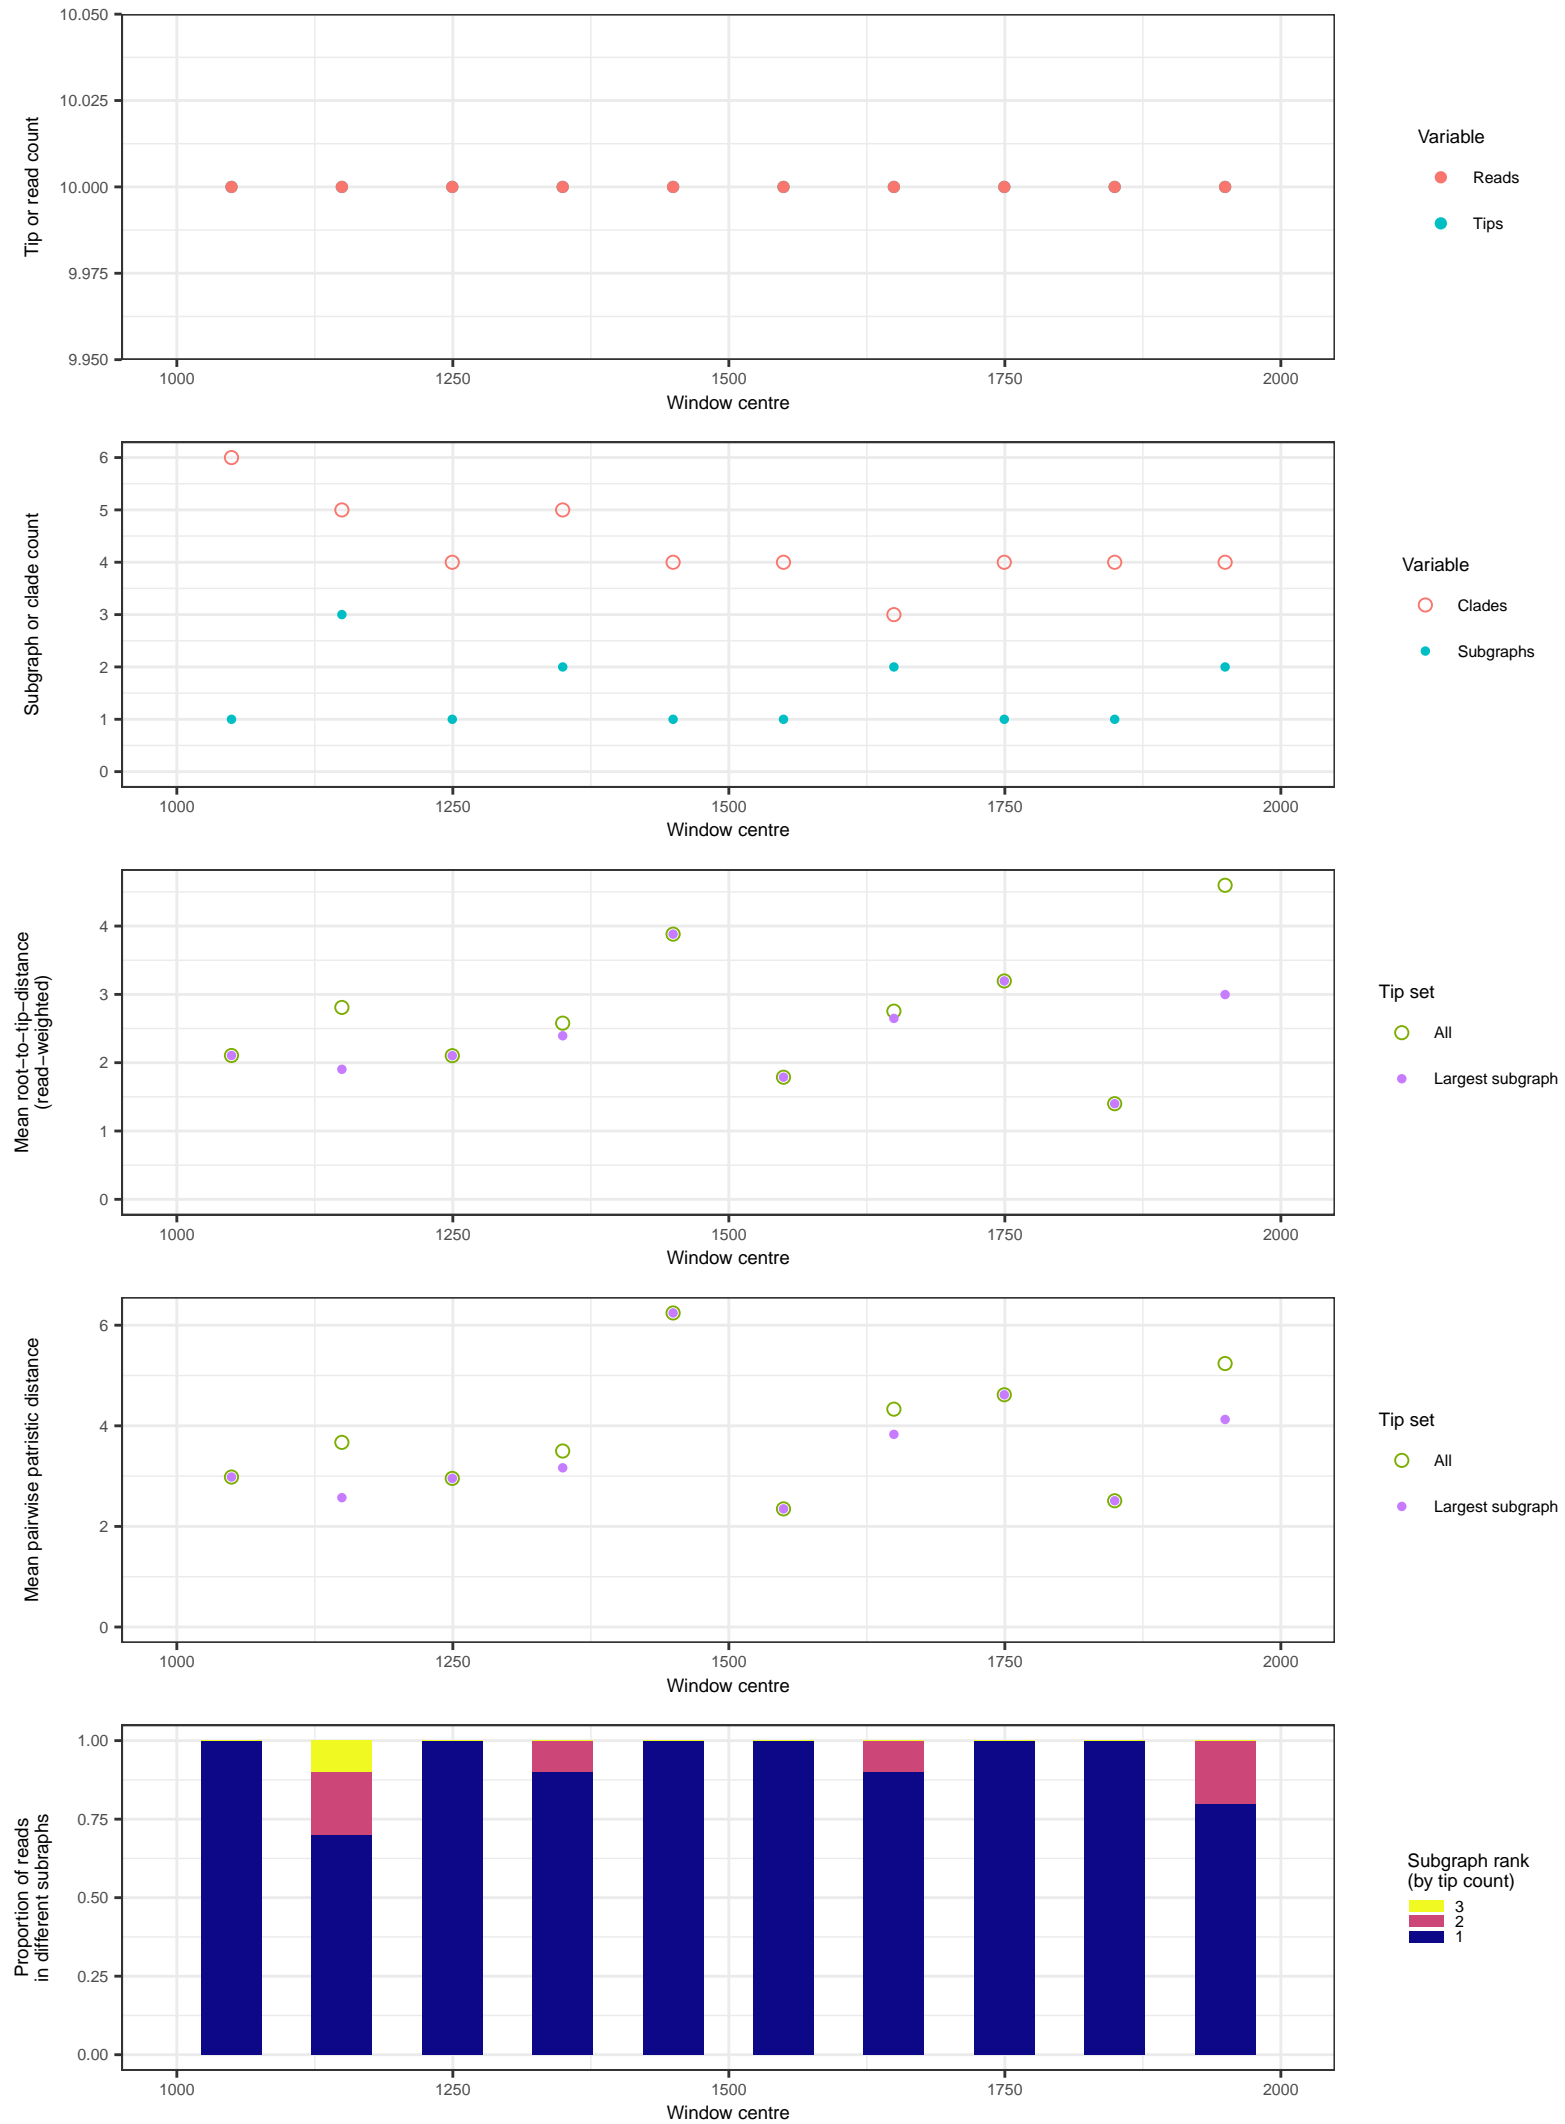 10.050
10.025
10.000
9.975
9.950
Tip or read count
1000 1250 1500 1750 2000
Window centre
Variable
Reads
Tips
6
5
4
3
2
1
0
Subgraph or clade count
1000 1250 1500 1750 2000
Window centre
Variable
Clades
Subgraphs
4
3
2
1
0
Mean root−to−tip−distance
(read−weighted)
1000 1250 1500 1750 2000
Window centre
Tip set
All
Largest subgraph
6
4
2
0
Mean pairwise patristic distance
1000 1250 1500 1750 2000
Window centre
Tip set
All
Largest subgraph
1.00
0.75
0.50
0.25
0.00
Proportion of reads
in different subraphs
1000 1250 1500 1750 2000
Window centre
Subgraph rank
(by tip count)
3
2
1